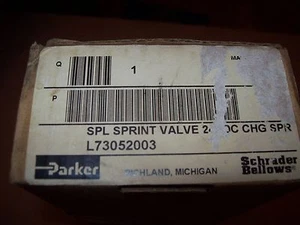 Q
1
MA
P
SPL SPRINT VALVE 24 DC CHG SPR
L73052003
Parker
RICHLAND, MICHIGAN
Schrader
Bellows